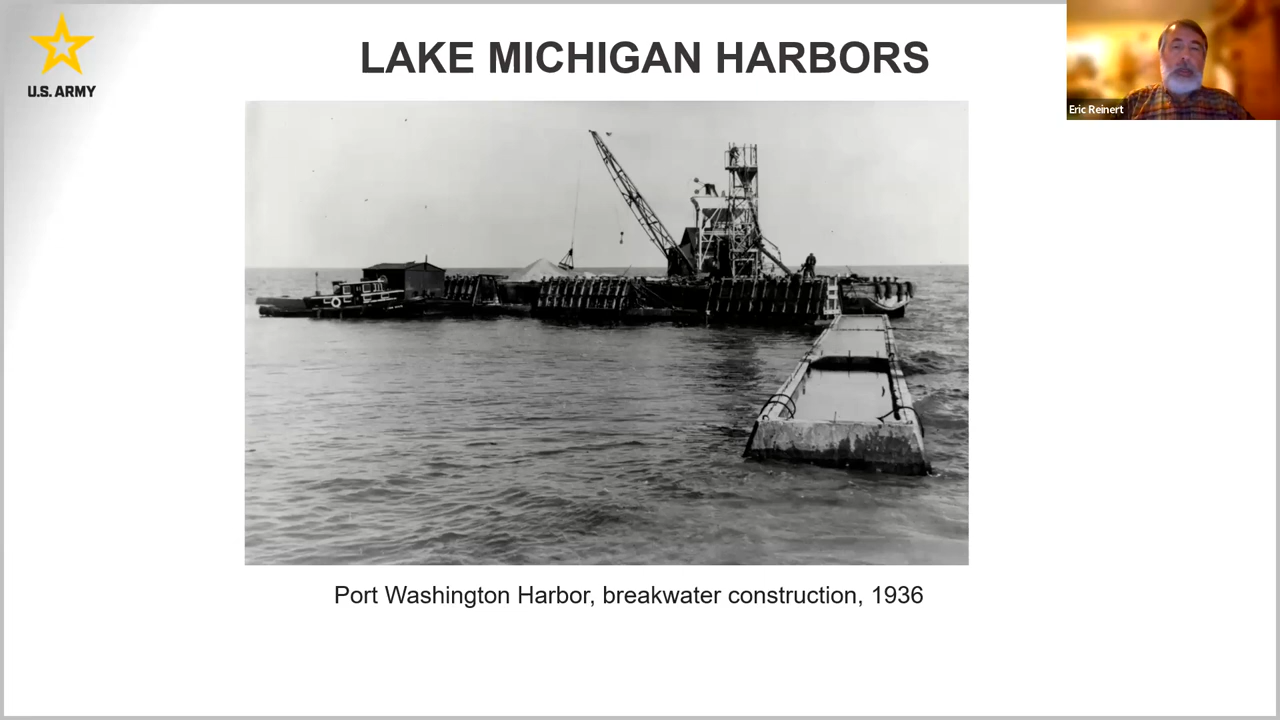 LAKE MICHIGAN HARBORS
U.S. ARMY
Eric Reinert
Port Washington Harbor, breakwater construction, 1936